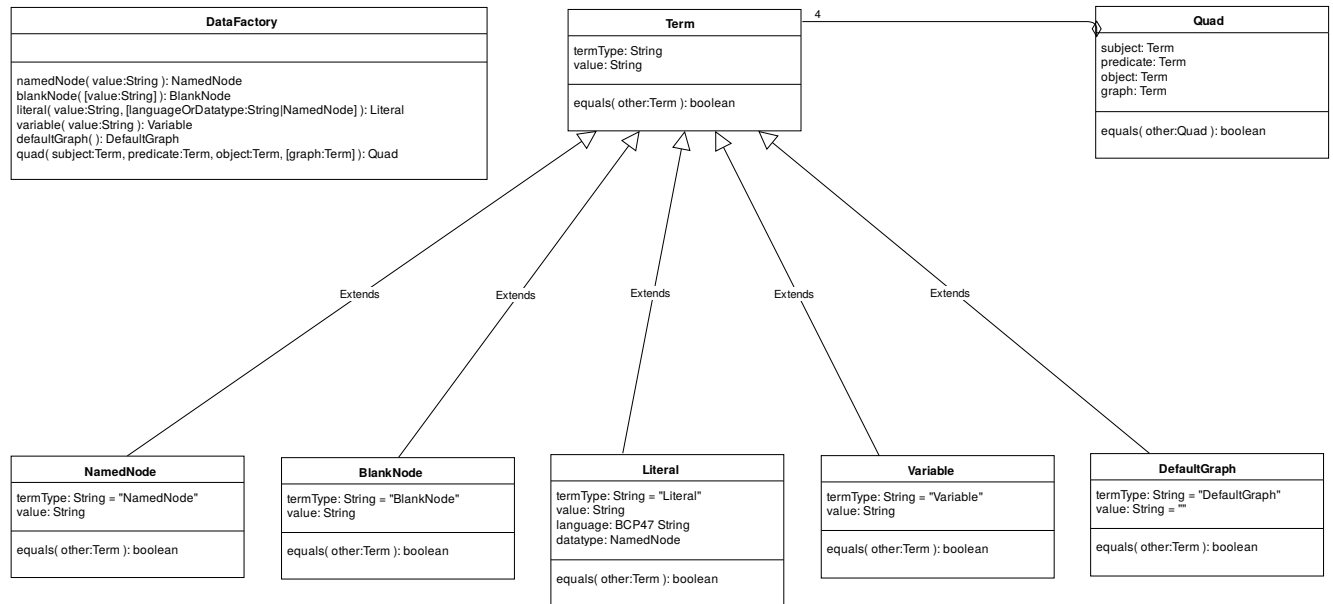 DataFactory
namedNode( value:String ): NamedNode
blankNode( [value:String] ): BlankNode
literal( value:String, [languageOrDatatype:String|NamedNode] ): Literal
variable( value:String ): Variable
defaultGraph( ): DefaultGraph
quad( subject:Term, predicate:Term, object:Term, [graph:Term] ): Quad
Term
termType: String
value: String
equals( other:Term ): boolean
4
Quad
subject: Term
predicate: Term
object: Term
graph: Term
equals( other:Quad ): boolean
Extends
Extends
Extends
Extends
Extends
NamedNode
termType: String = "NamedNode"
value: String
equals( other:Term ): boolean
BlankNode
termType: String = "BlankNode"
value: String
equals( other:Term ): boolean
Literal
termType: String = "Literal"
value: String
language: BCP47 String
datatype: NamedNode
equals( other:Term ): boolean
Variable
termType: String = "Variable"
value: String
equals( other:Term ): boolean
DefaultGraph
termType: String = "DefaultGraph"
value: String = ""
equals( other:Term ): boolean